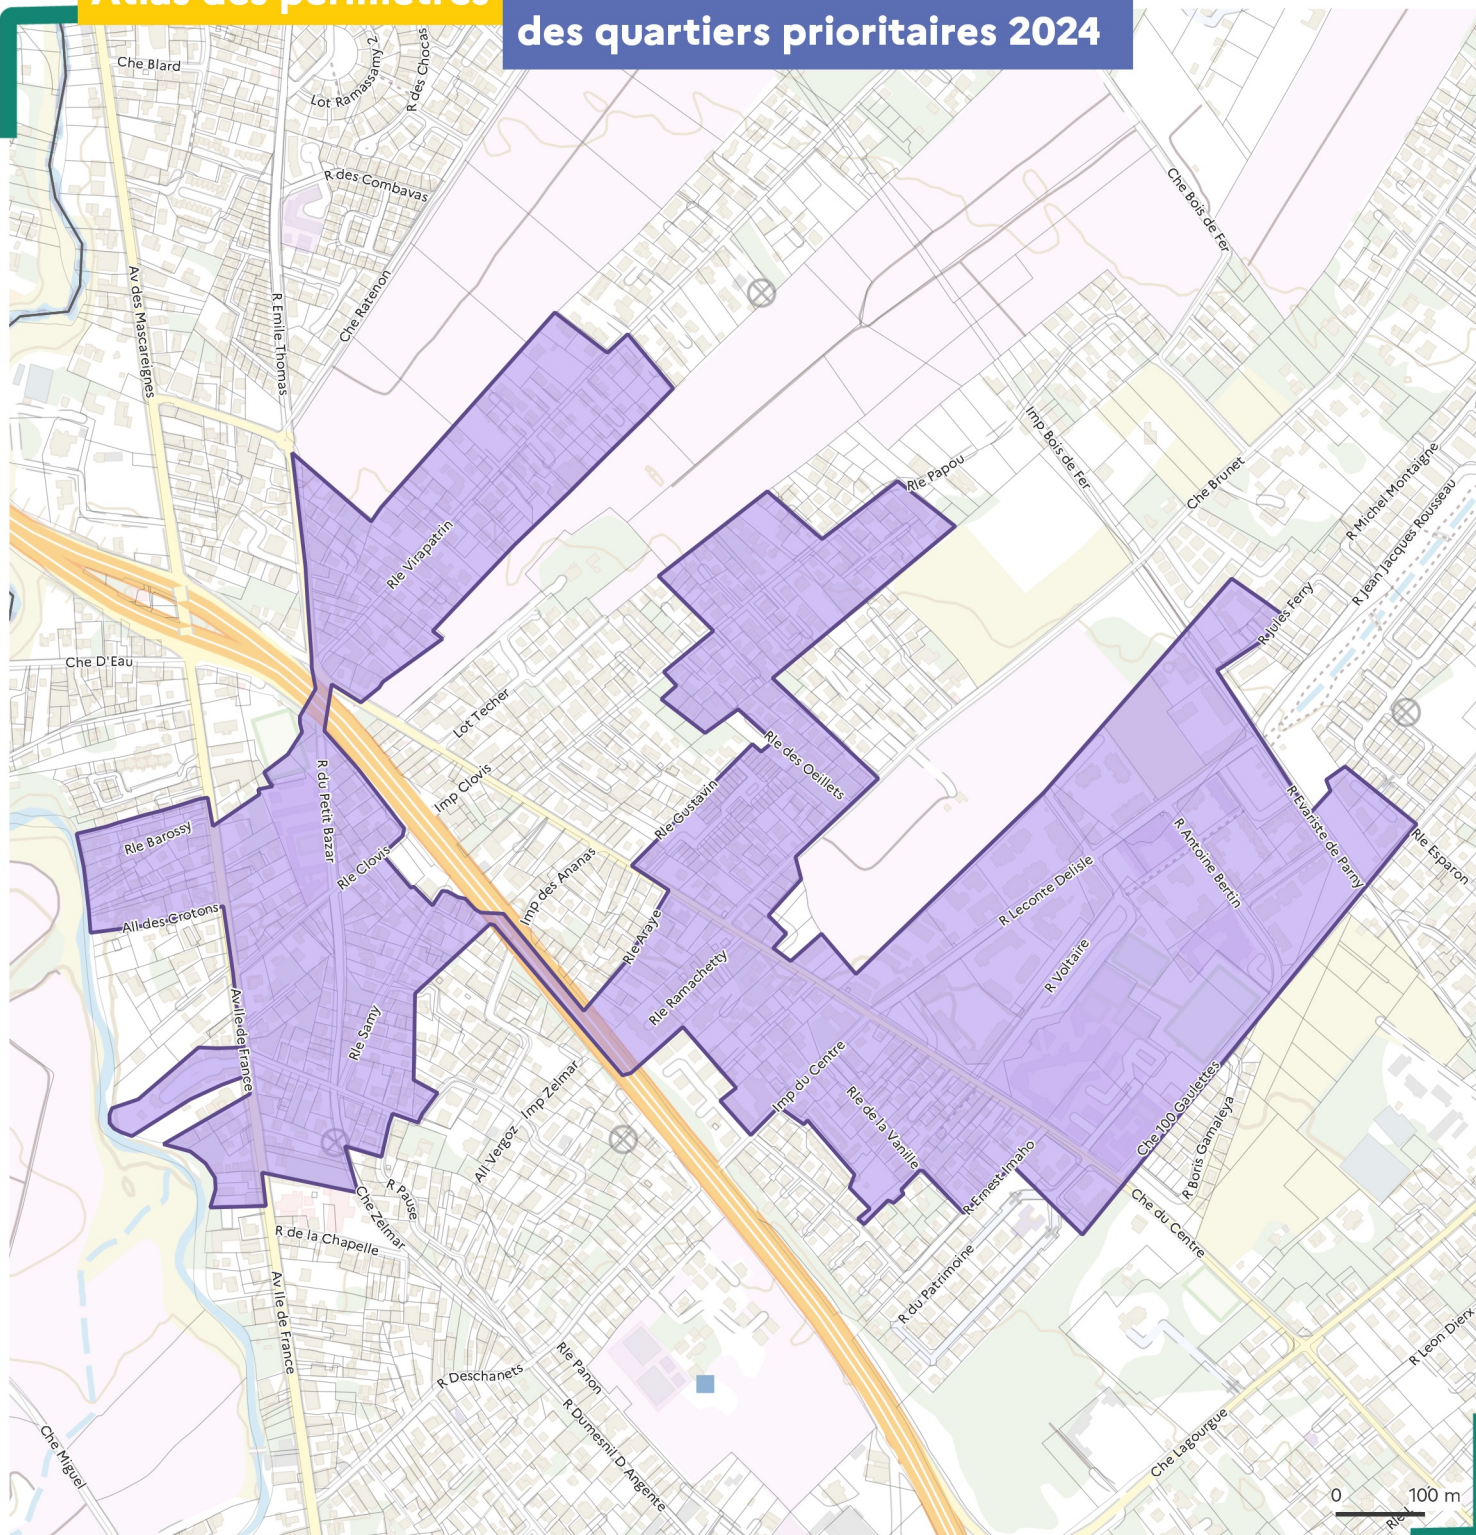 Atlas des périmètres
des quartiers prioritaires 2024
Che Blard
Lot Ramassamy 2
R des Chocas
R des Combavas
Che Bois de Fer
Av des Mascareignes
R Emile Thomas
Che Ratenon
Imp Bois de Fer
Rle Papou
Che Brunet
R Michel Montaigne
R Jean Jacques Rousseau
Rle Virapatrin
R Jules Ferry
Che D'Eau
Lot Techer
Rle des Oeillets
Imp Clovis
R du Petit Bazar
Rle Gustavin
R Evariste de Parny
Rle Barossy
Rle Clovis
Imp des Ananas
R Antoine Bertin
Rle Esparon
R Leconte Delisle
All des Crotons
Rle Araye
Rle Ramachetty
R Voltaire
Av Ile de France
Rle Samy
Imp Zelmar
Imp du Centre
Rle de la Vanille
Che 100 Gaulettes
All Vergoz
R Boris Gamaleya
R Ernest Imaho
R Pause
Che Zelmar
Che du Centre
R de la Chapelle
R du Patrimoine
Av Ile de France
R Leon Dierx
Rle Panon
R Deschanets
R Dumesnil D Angente
Che Lagourgue
Che Miguel
0 100 m